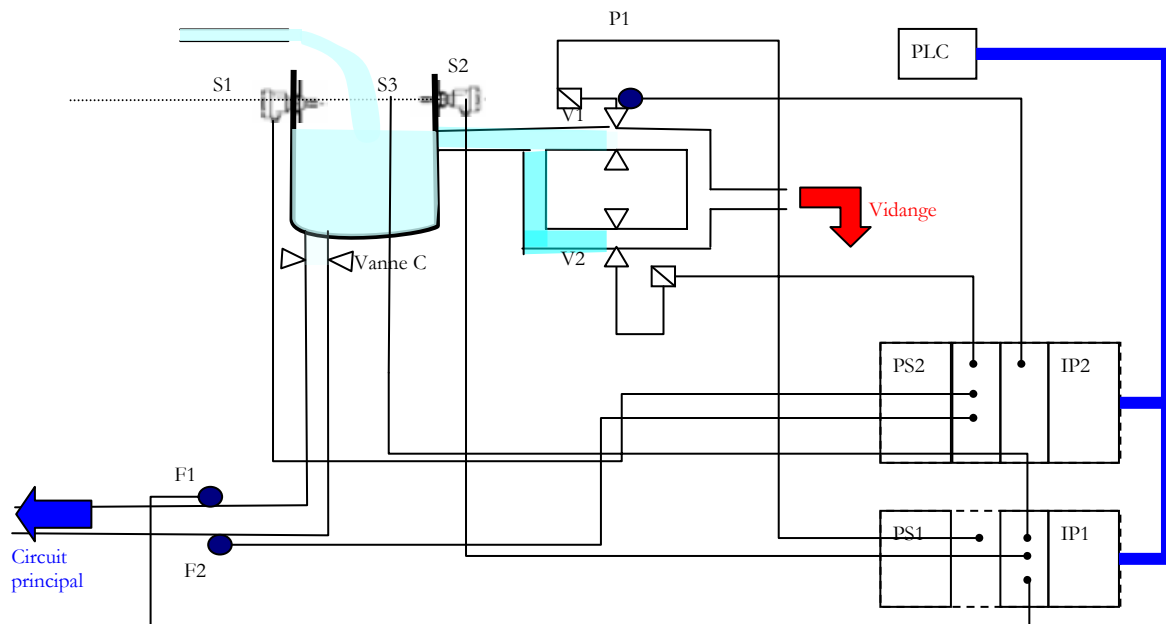 P1
PLC
S1
S3
S2
V1
Vidange
V2
Vanne C
PS2
IP2
F1
PS1
IP1
F2
Circuit
principal